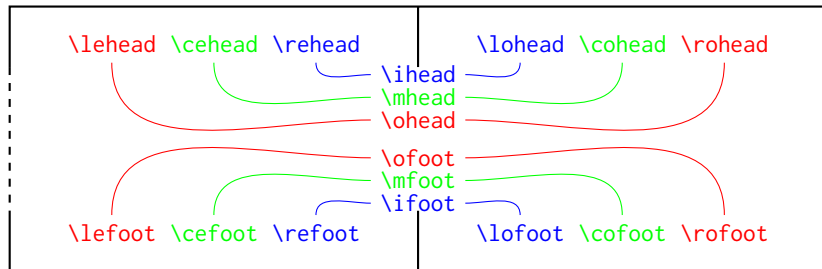 \lehead \cehead \rehead \lohead \cohead \rohead
\ihead
\mhead
\ohead
\ofoot
\mfoot
\ifoot
\lefoot \cefoot \refoot \lofoot \cofoot \rofoot